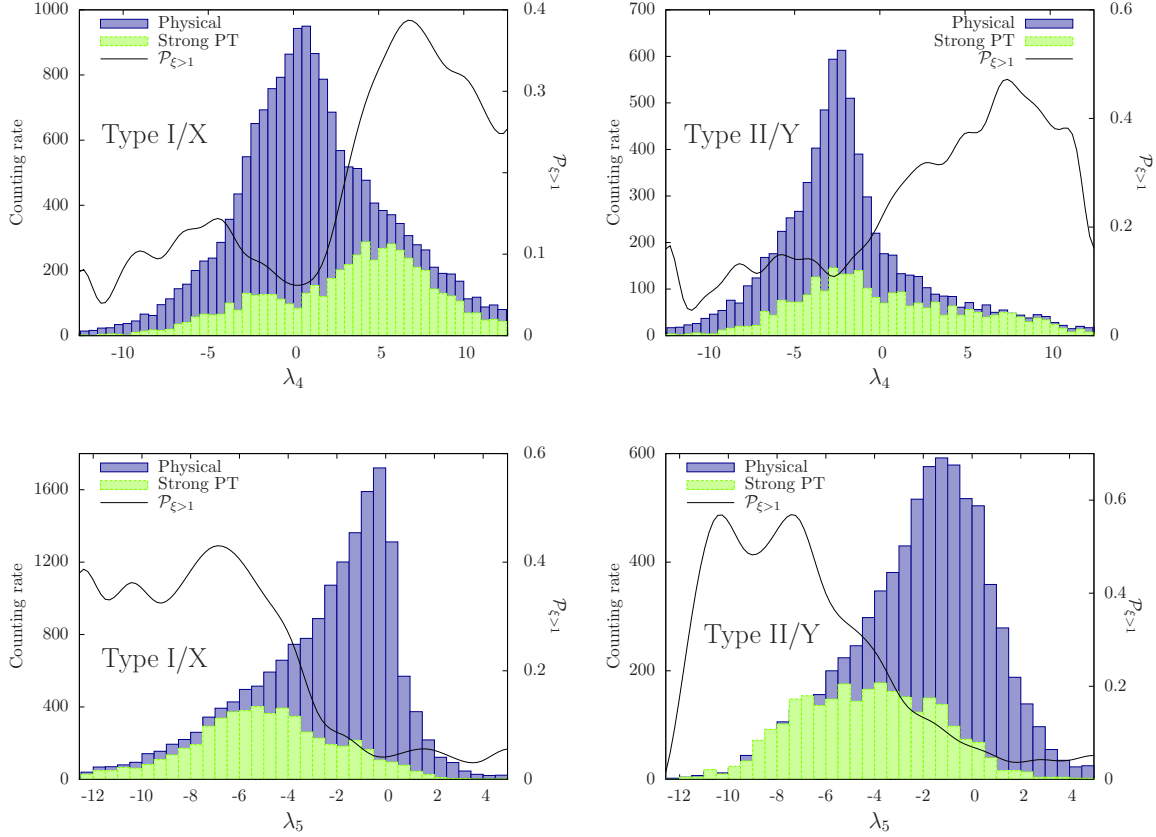 Physical
Strong PT
𝒫ξ>1
Type I/X
Counting rate
0
200
400
600
800
1000
-10
-5
0
5
10
λ4
0
0.1
0.2
0.3
0.4
𝒫ξ>1
Physical
Strong PT
𝒫ξ>1
Type II/Y
Counting rate
0
100
200
300
400
500
600
700
-10
-5
0
5
10
λ4
0
0.2
0.4
0.6
𝒫ξ>1
Physical
Strong PT
𝒫ξ>1
Type I/X
Counting rate
0
400
800
1200
1600
-12
-10
-8
-6
-4
-2
0
2
4
λ5
0
0.2
0.4
0.6
𝒫ξ>1
Physical
Strong PT
𝒫ξ>1
Type II/Y
Counting rate
0
200
400
600
-12
-10
-8
-6
-4
-2
0
2
4
λ5
0
0.2
0.4
0.6
𝒫ξ>1